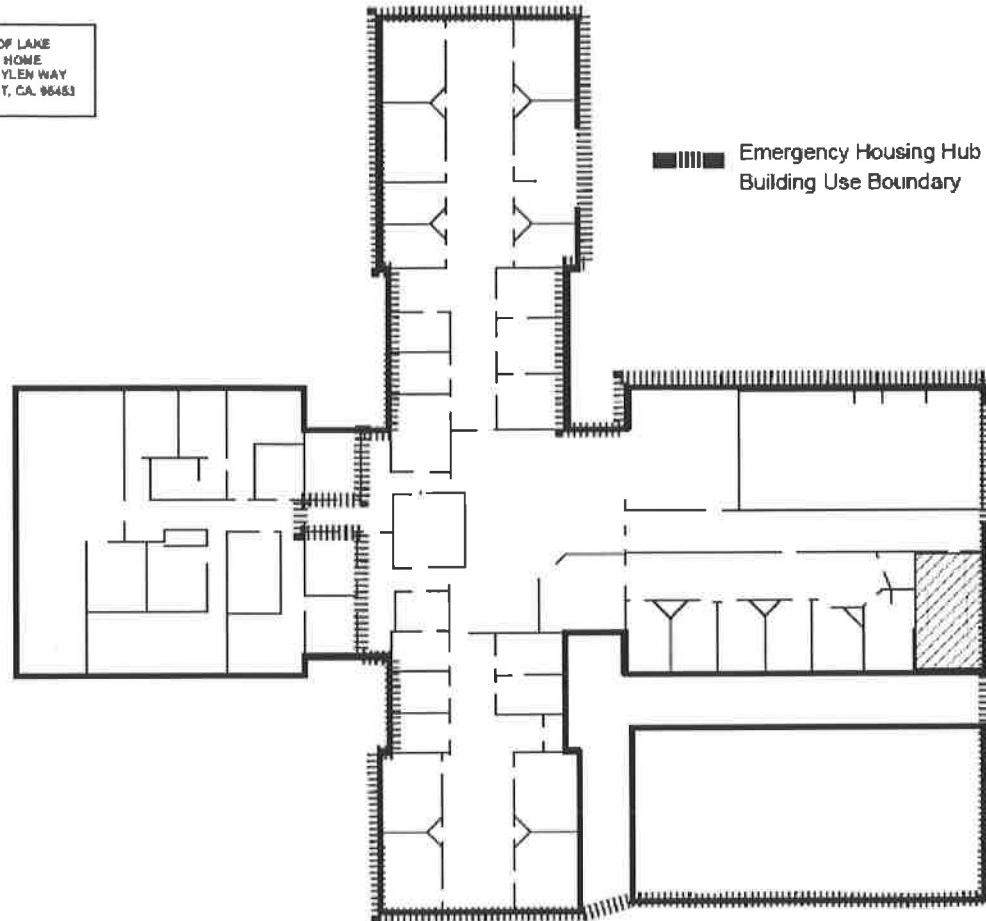 OF LAKE
HOME
YLEN WAY
T, CA. 95453
Emergency Housing Hub
Building Use Boundary